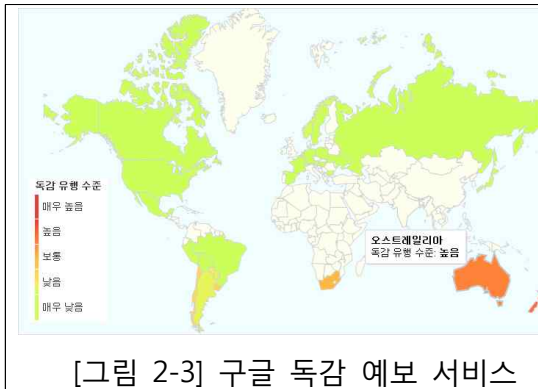 독감 유행 수준
매우 높음
높음
보통
낮음
매우 낮음
오스트레일리아
독감 유행 수준: 높음
[그림 2-3] 구글 독감 예보 서비스